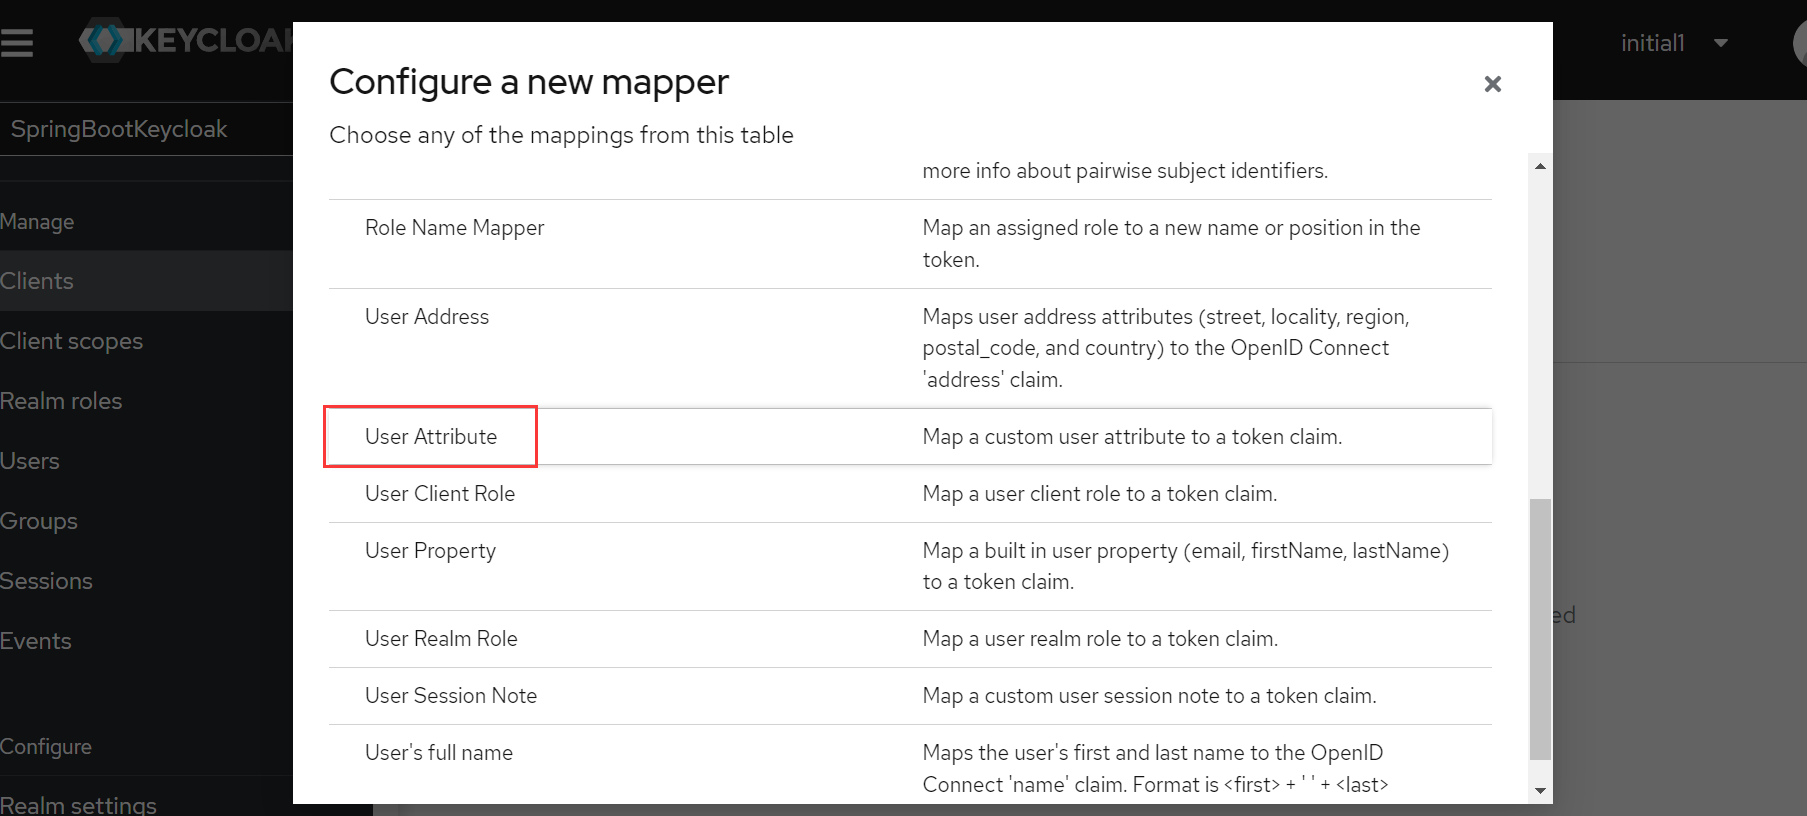 KEYCLOAK
initial1
SpringBootKeycloak
Manage
Clients
Client scopes
Realm roles
Users
Groups
Sessions
Events
Configure
Realm settings
Configure a new mapper
Choose any of the mappings from this table
more info about pairwise subject identifiers.
Role Name Mapper
Map an assigned role to a new name or position in the
token.
User Address
Maps user address attributes (street, locality, region,
postal_code, and country) to the OpenID Connect
'address' claim.
User Attribute
Map a custom user attribute to a token claim.
User Client Role
Map a user client role to a token claim.
User Property
Map a built in user property (email, firstName, lastName)
to a token claim.
User Realm Role
Map a user realm role to a token claim.
User Session Note
Map a custom user session note to a token claim.
User's full name
Maps the user's first and last name to the OpenID
Connect 'name' claim. Format is <first> + ' ' + <last>
ed